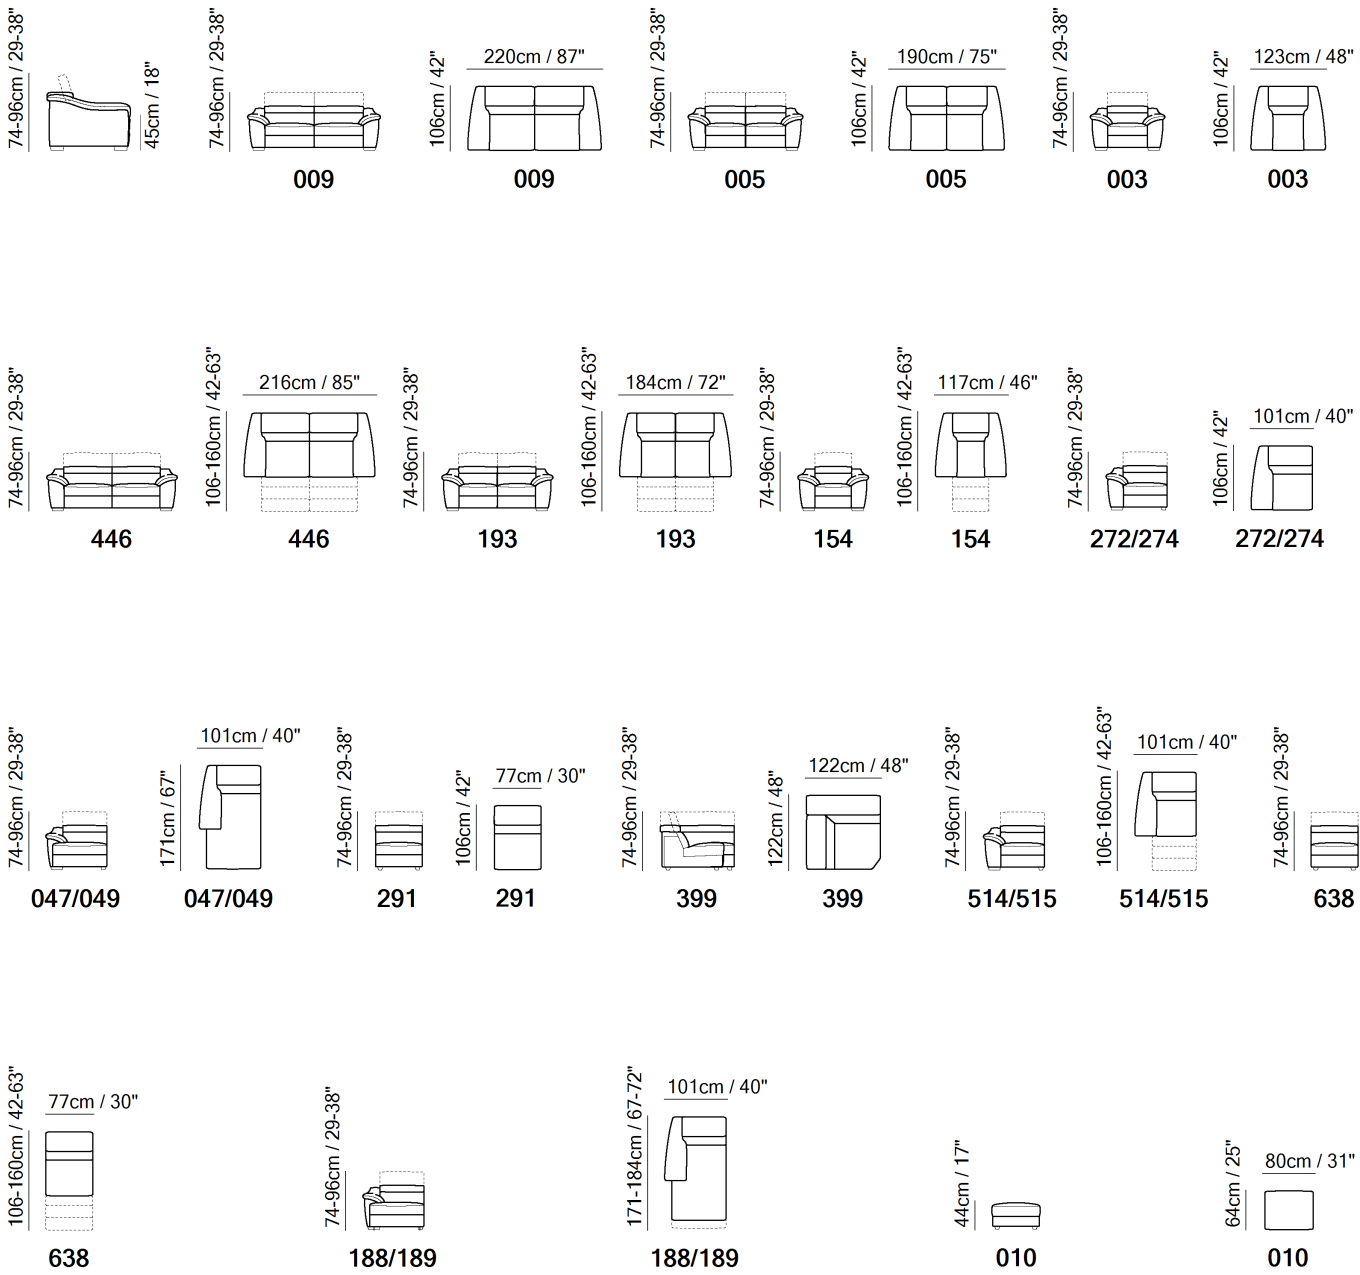 74-96cm / 29-38"
45cm / 18"
74-96cm / 29-38"
009
106cm / 42"
220cm / 87"
009
74-96cm / 29-38"
005
106cm / 42"
190cm / 75"
005
74-96cm / 29-38"
003
106cm / 42"
123cm / 48"
003
74-96cm / 29-38"
446
106-160cm / 42-63"
216cm / 85"
446
74-96cm / 29-38"
193
106-160cm / 42-63"
184cm / 72"
193
74-96cm / 29-38"
154
106-160cm / 42-63"
117cm / 46"
154
74-96cm / 29-38"
272/274
106cm / 42"
101cm / 40"
272/274
74-96cm / 29-38"
047/049
171cm / 67"
101cm / 40"
047/049
74-96cm / 29-38"
291
106cm / 42"
77cm / 30"
291
74-96cm / 29-38"
399
122cm / 48"
122cm / 48"
399
74-96cm / 29-38"
514/515
106-160cm / 42-63"
101cm / 40"
514/515
74-96cm / 29-38"
638
106-160cm / 42-63"
77cm / 30"
638
74-96cm / 29-38"
188/189
171-184cm / 67-72"
101cm / 40"
188/189
44cm / 17"
010
64cm / 25"
80cm / 31"
010